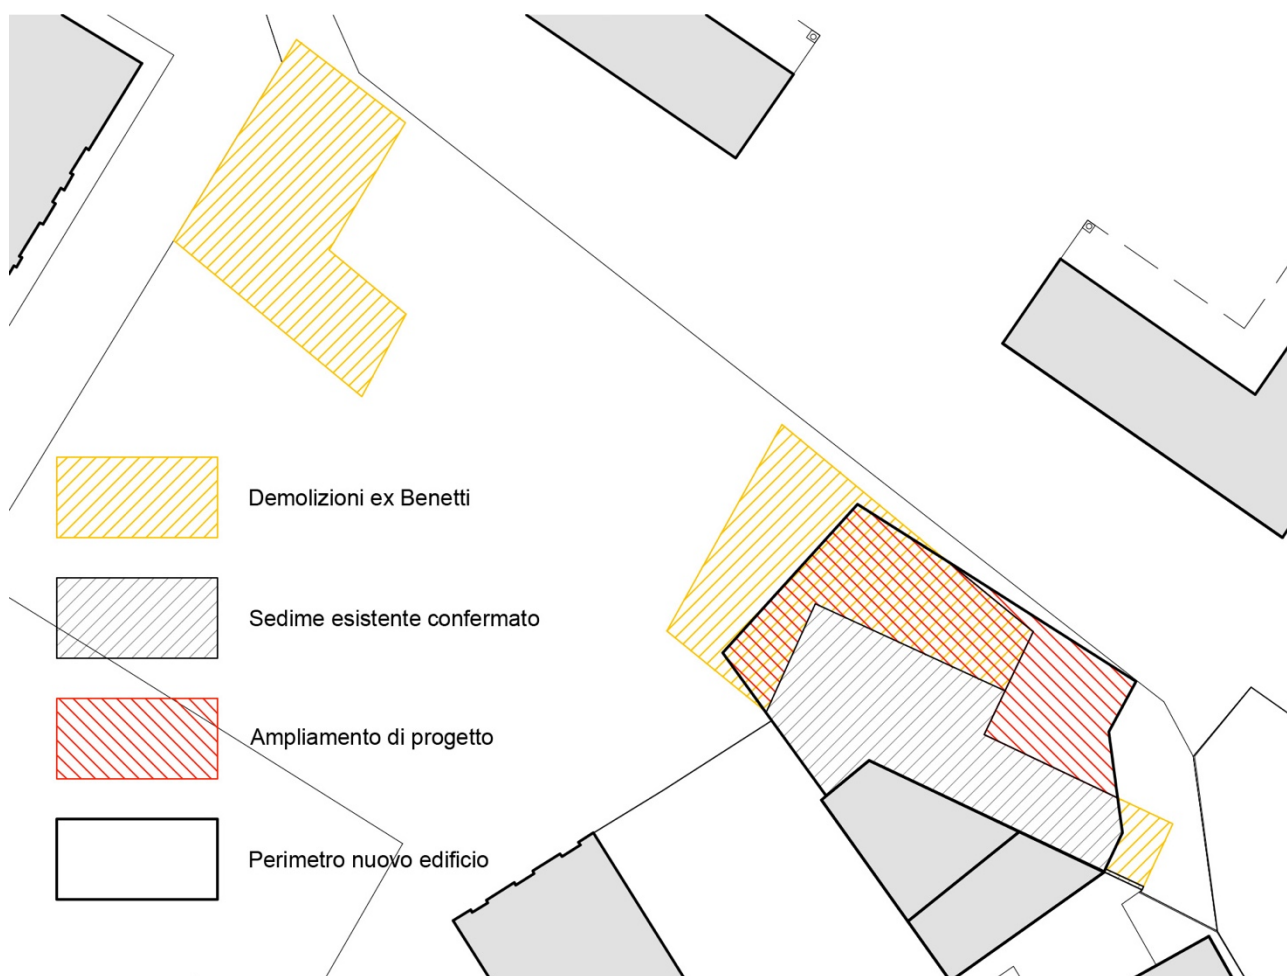 Demolizioni ex Benetti
Sedime esistente confermato
Ampliamento di progetto
Perimetro nuovo edificio